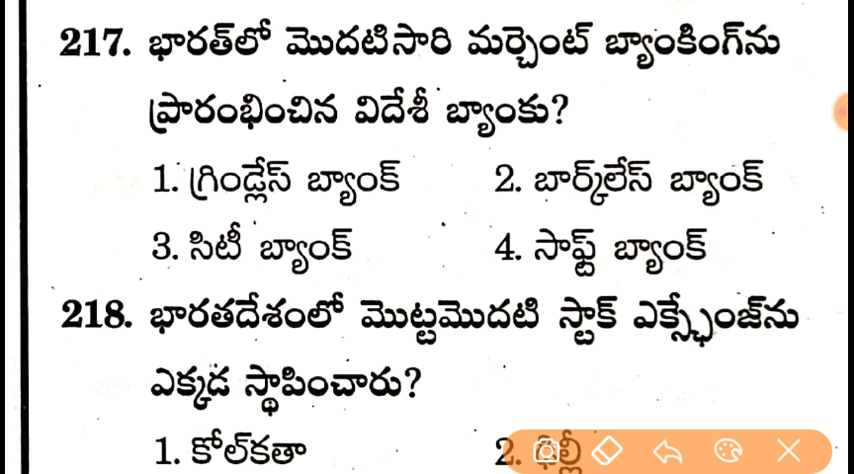 217. భారత్‌లో మొదటిసారి మర్చెంట్ బ్యాంకింగ్‌ను
ప్రారంభించిన విదేశీ బ్యాంకు?
1. గ్రిండ్లేస్ బ్యాంక్ 2. బార్క్‌లేస్ బ్యాంక్
3. సిటీ బ్యాంక్ 4. సాఫ్ట్ బ్యాంక్
218. భారతదేశంలో మొట్టమొదటి స్టాక్ ఎక్స్ఛేంజ్‌ను
ఎక్కడ స్థాపించారు?
1. కోల్‌కతా 2.